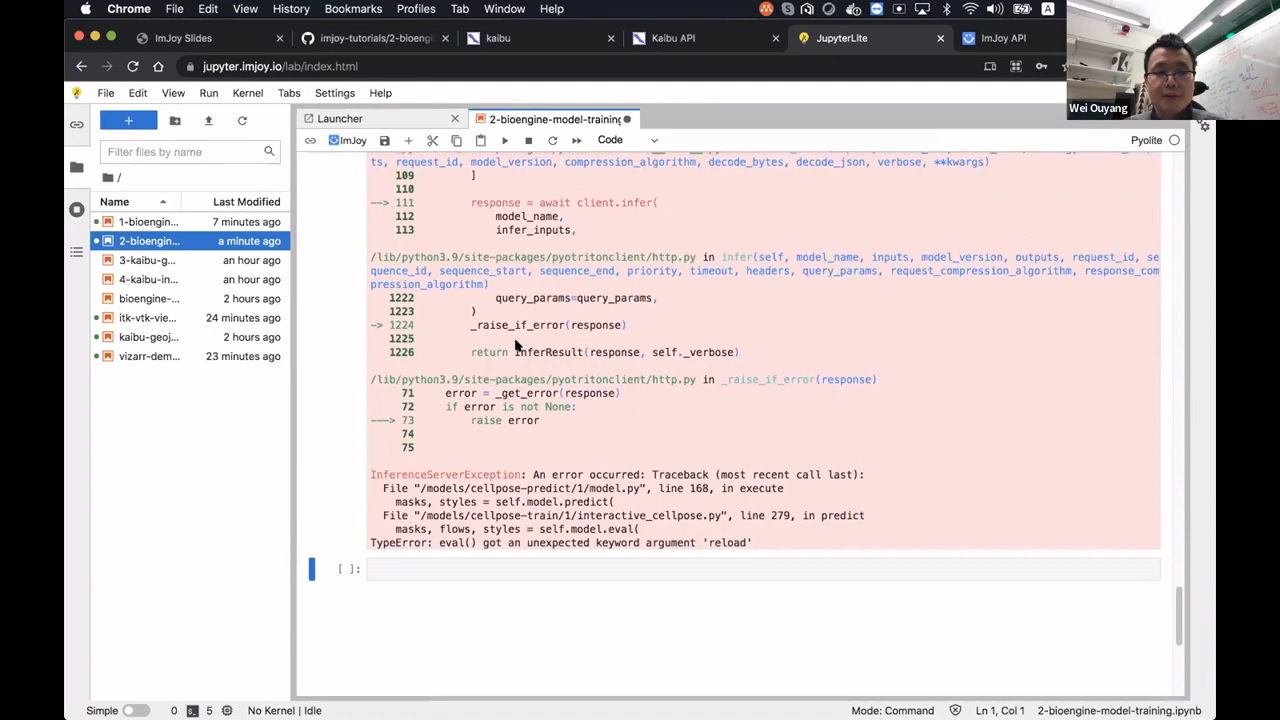 Chrome File Edit View History Bookmarks Profiles Tab Window Help
ImJoy Slides
imjoy-tutorials/2-bioeng
kaibu
Kaibu API
JupyterLite
ImJoy API
jupyter.imjoy.io/lab/index.html
File Edit View Run Kernel Tabs Settings Help
Wei Ouyang
Launcher
2-bioengine-model-training
Filter files by name
ImJoy
Code
Pyolite
/
Name Last Modified
1-bioengin... 7 minutes ago
2-bioengin... a minute ago
3-kaibu-g... an hour ago
4-kaibu-in... an hour ago
bioengine-... 2 hours ago
itk-vtk-vie... 24 minutes ago
kaibu-geoj... 2 hours ago
vizarr-dem... 23 minutes ago
ts, request_id, model_version, compression_algorithm, decode_bytes, decode_json, verbose, **kwargs)
109 ]
110
--> 111 response = await client.infer(
112 model_name,
113 infer_inputs,
/lib/python3.9/site-packages/pyotritonclient/http.py in infer(self, model_name, inputs, model_version, outputs, request_id, se
quence_id, sequence_start, sequence_end, priority, timeout, headers, query_params, request_compression_algorithm, response_com
pression_algorithm)
1222 query_params=query_params,
1223 )
-> 1224 _raise_if_error(response)
1225
1226 return InferResult(response, self._verbose)
/lib/python3.9/site-packages/pyotritonclient/http.py in _raise_if_error(response)
71 error = _get_error(response)
72 if error is not None:
---> 73 raise error
74
75
InferenceServerException: An error occurred: Traceback (most recent call last):
File "/models/cellpose-predict/1/model.py", line 168, in execute
masks, styles = self.model.predict(
File "/models/cellpose-train/1/interactive_cellpose.py", line 279, in predict
masks, flows, styles = self.model.eval(
TypeError: eval() got an unexpected keyword argument 'reload'
[ ]:
Simple 0 5 No Kernel | Idle
Mode: Command Ln 1, Col 1 2-bioengine-model-training.ipynb